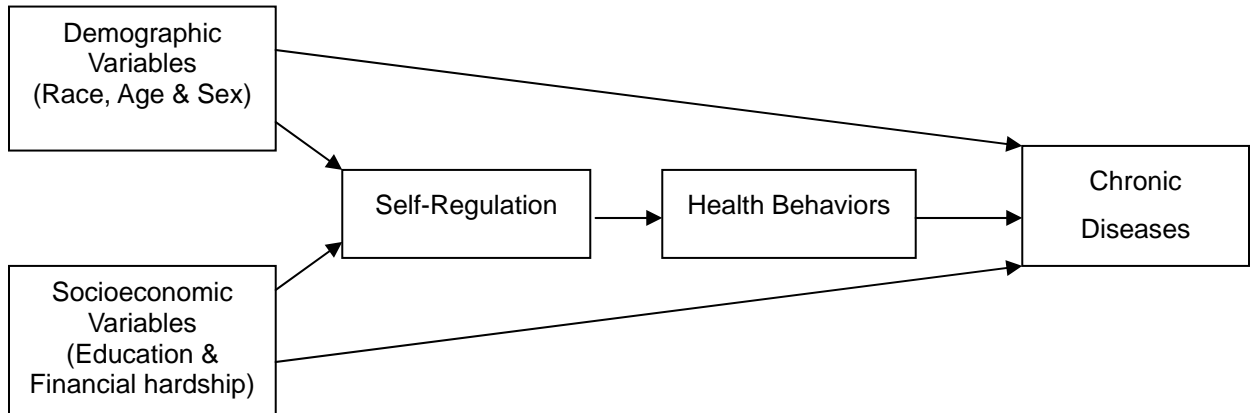 Demographic
Variables
(Race, Age & Sex)
Self-Regulation
Health Behaviors
Chronic
Diseases
Socioeconomic
Variables
(Education &
Financial hardship)